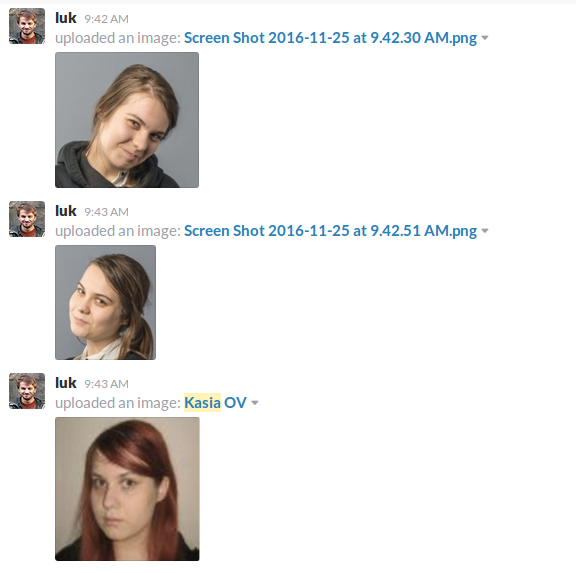 luk 9:42 AM
uploaded an image: Screen Shot 2016-11-25 at 9.42.30 AM.png
luk 9:43 AM
uploaded an image: Screen Shot 2016-11-25 at 9.42.51 AM.png
luk 9:43 AM
uploaded an image: Kasia OV